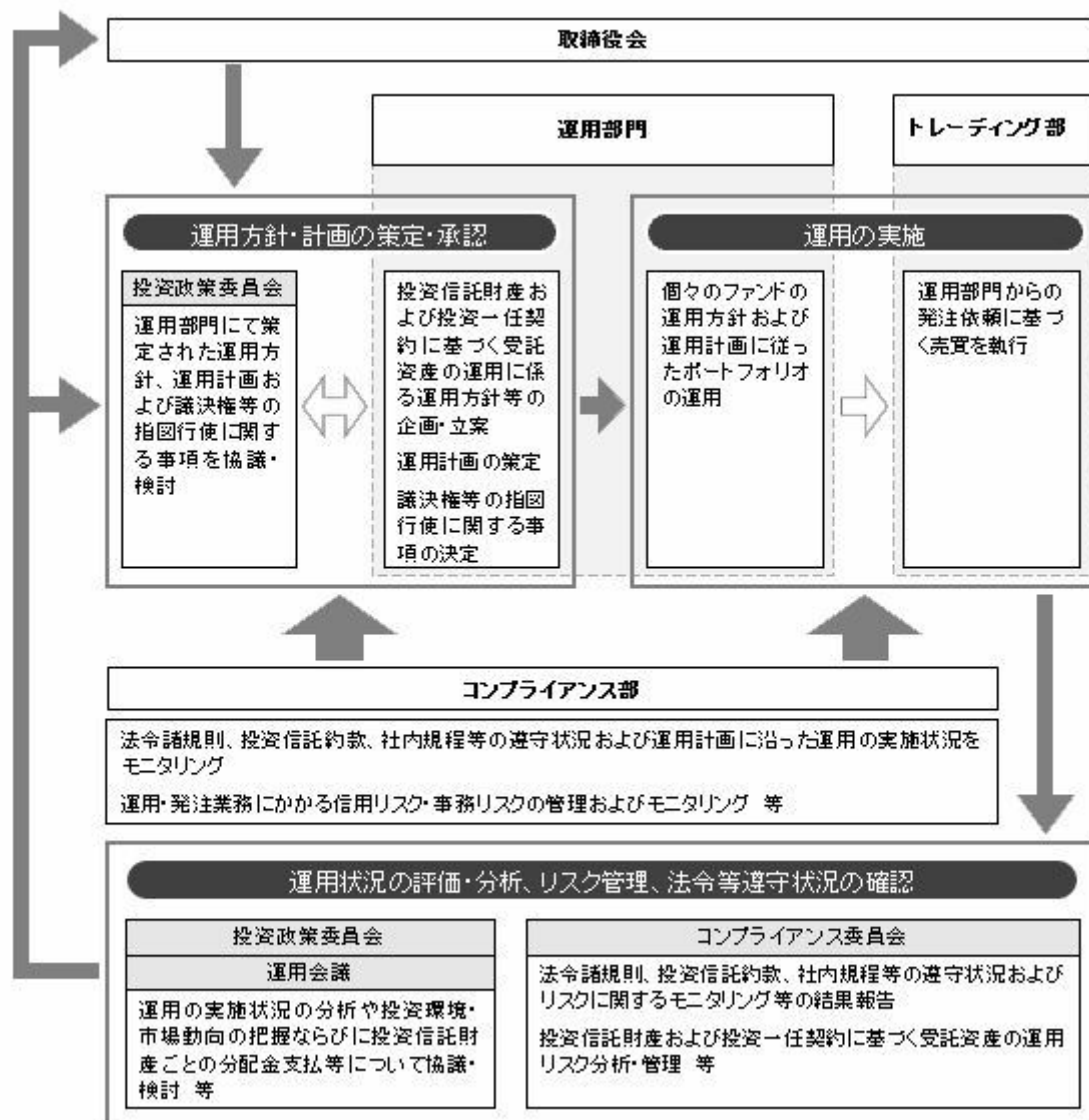 取締役会
運用部門
トレーディング部
運用方針・計画の策定・承認
投資政策委員会
運用部門にて策
定された運用方
針、運用計画お
よび議決権等の
指図行使に関す
る事項を協議・
検討
投資信託財産お
よび投資一任契
約に基づく受託
資産の運用に係
る運用方針等の
企画・立案
運用計画の策定
議決権等の指図
行使に関する事
項の決定
運用の実施
個々のファンドの
運用方針および
運用計画に従っ
たポートフォリオ
の運用
運用部門からの
発注依頼に基づ
く売買を執行
コンプライアンス部
法令諸規則、投資信託約款、社内規程等の遵守状況および運用計画に沿った運用の実施状況を
モニタリング
運用・発注業務にかかる信用リスク・事務リスクの管理およびモニタリング 等
運用状況の評価・分析、リスク管理、法令等遵守状況の確認
投資政策委員会
運用会議
運用の実施状況の分析や投資環境・
市場動向の把握ならびに投資信託財
産ごとの分配金支払等について協議・
検討 等
コンプライアンス委員会
法令諸規則、投資信託約款、社内規程等の遵守状況および
リスクに関するモニタリング等の結果報告
投資信託財産および投資一任契約に基づく受託資産の運用
リスク分析・管理 等